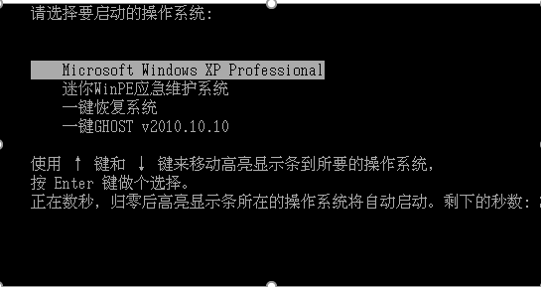 请选择要启动的操作系统:
Microsoft Windows XP Professional
迷你WinPE应急维护系统
一键恢复系统
一键GHOST v2010.10.10
使用 ↑ 键和 ↓ 键来移动高亮显示条到所要的操作系统,
按 Enter 键做个选择。
正在数秒,归零后高亮显示条所在的操作系统将自动启动。剩下的秒数: